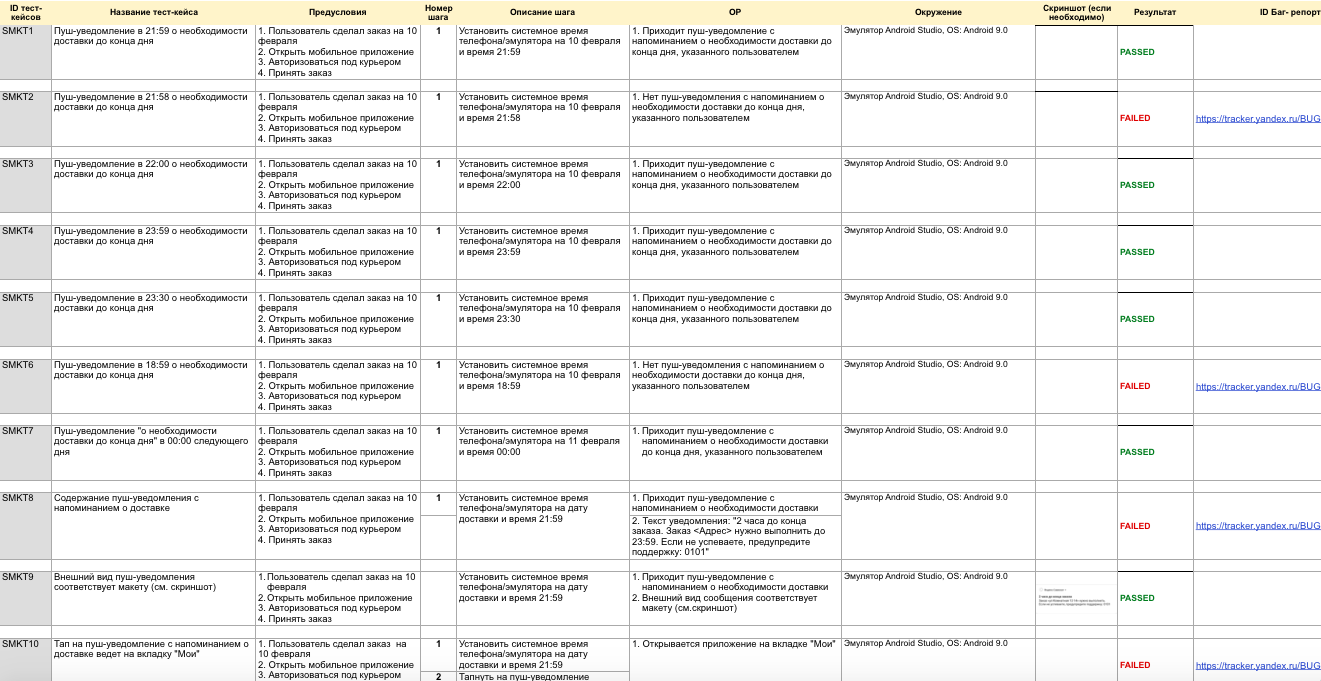 ID тест-кейсов Название тест-кейса Предусловия Номер шага Описание шага ОР Окружение Скриншот (если необходимо) Результат ID Баг- репорт
SMKT1
Пуш-уведомление в 21:59 о необходимости
доставки до конца дня
1. Пользователь сделал заказ на 10
февраля
2. Открыть мобильное приложение
3. Авторизоваться под курьером
4. Принять заказ
1
Установить системное время
телефона/эмулятора на 10 февраля
и время 21:59
1. Приходит пуш-уведомление с
напоминанием о необходимости доставки до
конца дня, указанного пользователем
Эмулятор Android Studio, OS: Android 9.0
PASSED
SMKT2
Пуш-уведомление в 21:58 о необходимости
доставки до конца дня
1. Пользователь сделал заказ на 10
февраля
2. Открыть мобильное приложение
3. Авторизоваться под курьером
4. Принять заказ
1
Установить системное время
телефона/эмулятора на 10 февраля
и время 21:58
1. Нет пуш-уведомления с напоминанием о
необходимости доставки до конца дня,
указанного пользователем
Эмулятор Android Studio, OS: Android 9.0
FAILED
https://tracker.yandex.ru/BUG
SMKT3
Пуш-уведомление в 22:00 о необходимости
доставки до конца дня
1. Пользователь сделал заказ на 10
февраля
2. Открыть мобильное приложение
3. Авторизоваться под курьером
4. Принять заказ
1
Установить системное время
телефона/эмулятора на 10 февраля
и время 22:00
1. Приходит пуш-уведомление с
напоминанием о необходимости доставки до
конца дня, указанного пользователем
Эмулятор Android Studio, OS: Android 9.0
PASSED
SMKT4
Пуш-уведомление в 23:59 о необходимости
доставки до конца дня
1. Пользователь сделал заказ на 10
февраля
2. Открыть мобильное приложение
3. Авторизоваться под курьером
4. Принять заказ
1
Установить системное время
телефона/эмулятора на 10 февраля
и время 23:59
1. Приходит пуш-уведомление с
напоминанием о необходимости доставки до
конца дня, указанного пользователем
Эмулятор Android Studio, OS: Android 9.0
PASSED
SMKT5
Пуш-уведомление в 23:30 о необходимости
доставки до конца дня
1. Пользователь сделал заказ на 10
февраля
2. Открыть мобильное приложение
3. Авторизоваться под курьером
4. Принять заказ
1
Установить системное время
телефона/эмулятора на 10 февраля
и время 23:30
1. Приходит пуш-уведомление с
напоминанием о необходимости доставки до
конца дня, указанного пользователем
Эмулятор Android Studio, OS: Android 9.0
PASSED
SMKT6
Пуш-уведомление в 18:59 о необходимости
доставки до конца дня
1. Пользователь сделал заказ на 10
февраля
2. Открыть мобильное приложение
3. Авторизоваться под курьером
4. Принять заказ
1
Установить системное время
телефона/эмулятора на 10 февраля
и время 18:59
1. Нет пуш-уведомления с напоминанием о
необходимости доставки до конца дня,
указанного пользователем
Эмулятор Android Studio, OS: Android 9.0
FAILED
https://tracker.yandex.ru/BUG
SMKT7
Пуш-уведомление "о необходимости
доставки до конца дня" в 00:00 следующего
дня
1. Пользователь сделал заказ на 10
февраля
2. Открыть мобильное приложение
3. Авторизоваться под курьером
4. Принять заказ
1
Установить системное время
телефона/эмулятора на 11 февраля
и время 00:00
1. Приходит пуш-уведомление с
напоминанием о необходимости доставки
до конца дня, указанного пользователем
Эмулятор Android Studio, OS: Android 9.0
PASSED
SMKT8
Содержание пуш-уведомления с
напоминанием о доставке
1. Пользователь сделал заказ на 10
февраля
2. Открыть мобильное приложение
3. Авторизоваться под курьером
4. Принять заказ
1
Установить системное время
телефона/эмулятора на дату
доставки и время 21:59
1. Приходит пуш-уведомление с
напоминанием о необходимости доставки
2. Текст уведомления: "2 часа до конца
заказа. Заказ <Адрес> нужно выполнить до
23:59. Если не успеваете, предупредите
поддержку: 0101"
Эмулятор Android Studio, OS: Android 9.0
FAILED
https://tracker.yandex.ru/BUG
SMKT9
Внешний вид пуш-уведомления
соответствует макету (см. скриншот)
1. Пользователь сделал заказ на 10
февраля
2. Открыть мобильное приложение
3. Авторизоваться под курьером
4. Принять заказ
Установить системное время
телефона/эмулятора на дату
доставки и время 21:59
1. Приходит пуш-уведомление с
напоминанием о необходимости доставки
2. Внешний вид сообщения соответствует
макету (см.скриншот)
Эмулятор Android Studio, OS: Android 9.0
PASSED
SMKT10
Тап на пуш-уведомление с напоминанием о
доставке ведет на вкладку "Мои"
1. Пользователь сделал заказ на
10 февраля
2. Открыть мобильное приложение
3. Авторизоваться под курьером
1
Установить системное время
телефона/эмулятора на дату
доставки и время 21:59
2
Тапнуть на пуш-уведомление
1. Открывается приложение на вкладке "Мои"
Эмулятор Android Studio, OS: Android 9.0
FAILED
https://tracker.yandex.ru/BUG